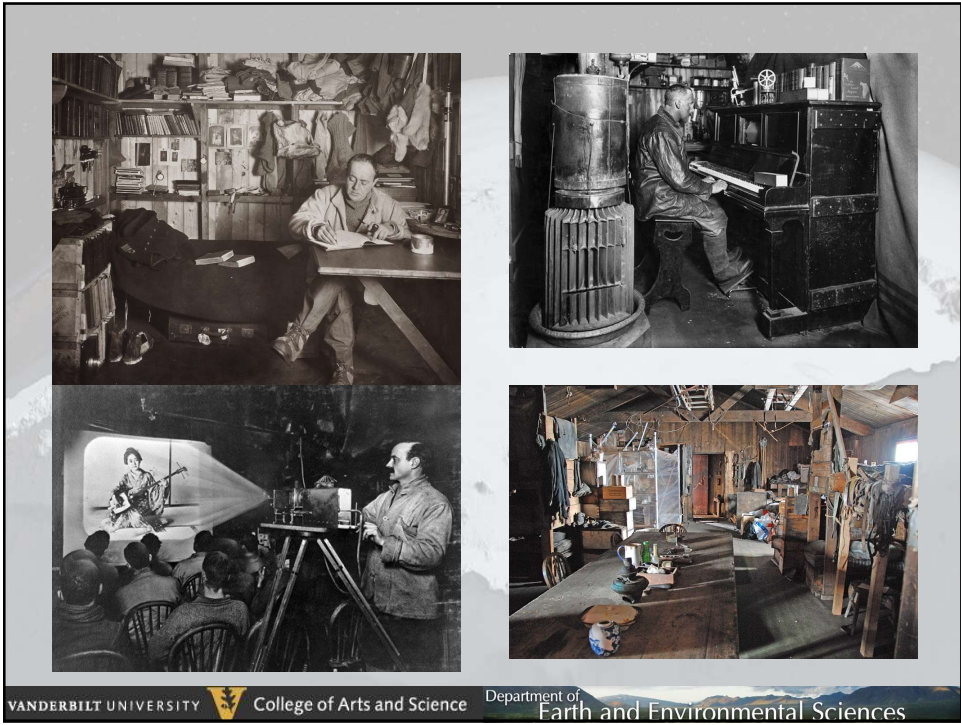 VANDERBILT UNIVERSITY
College of Arts and Science
Department of
Earth and Environmental Sciences